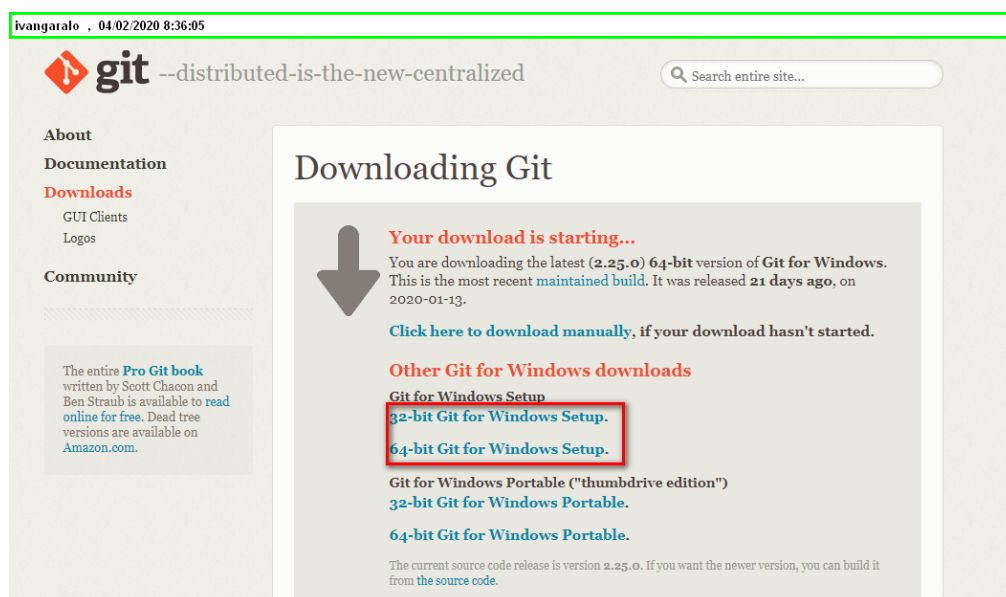 ivangaralo , 04/02/2020 8:36:05
git --distributed-is-the-new-centralized
Search entire site...
About
Documentation
Downloads
GUI Clients
Logos
Community
The entire Pro Git book
written by Scott Chacon and
Ben Straub is available to read
online for free. Dead tree
versions are available on
Amazon.com.
Downloading Git
Your download is starting...
You are downloading the latest (2.25.0) 64-bit version of Git for Windows.
This is the most recent maintained build. It was released 21 days ago, on
2020-01-13.
Click here to download manually, if your download hasn't started.
Other Git for Windows downloads
Git for Windows Setup
32-bit Git for Windows Setup.
64-bit Git for Windows Setup.
Git for Windows Portable ("thumbdrive edition")
32-bit Git for Windows Portable.
64-bit Git for Windows Portable.
The current source code release is version 2.25.0. If you want the newer version, you can build it
from the source code.